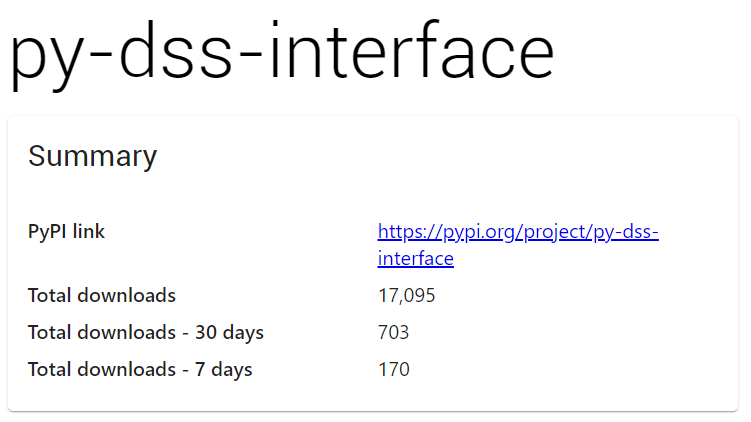 py-dss-interface
Summary
PyPI link
https://pypi.org/project/py-dss-
interface
Total downloads
17,095
Total downloads - 30 days
703
Total downloads - 7 days
170